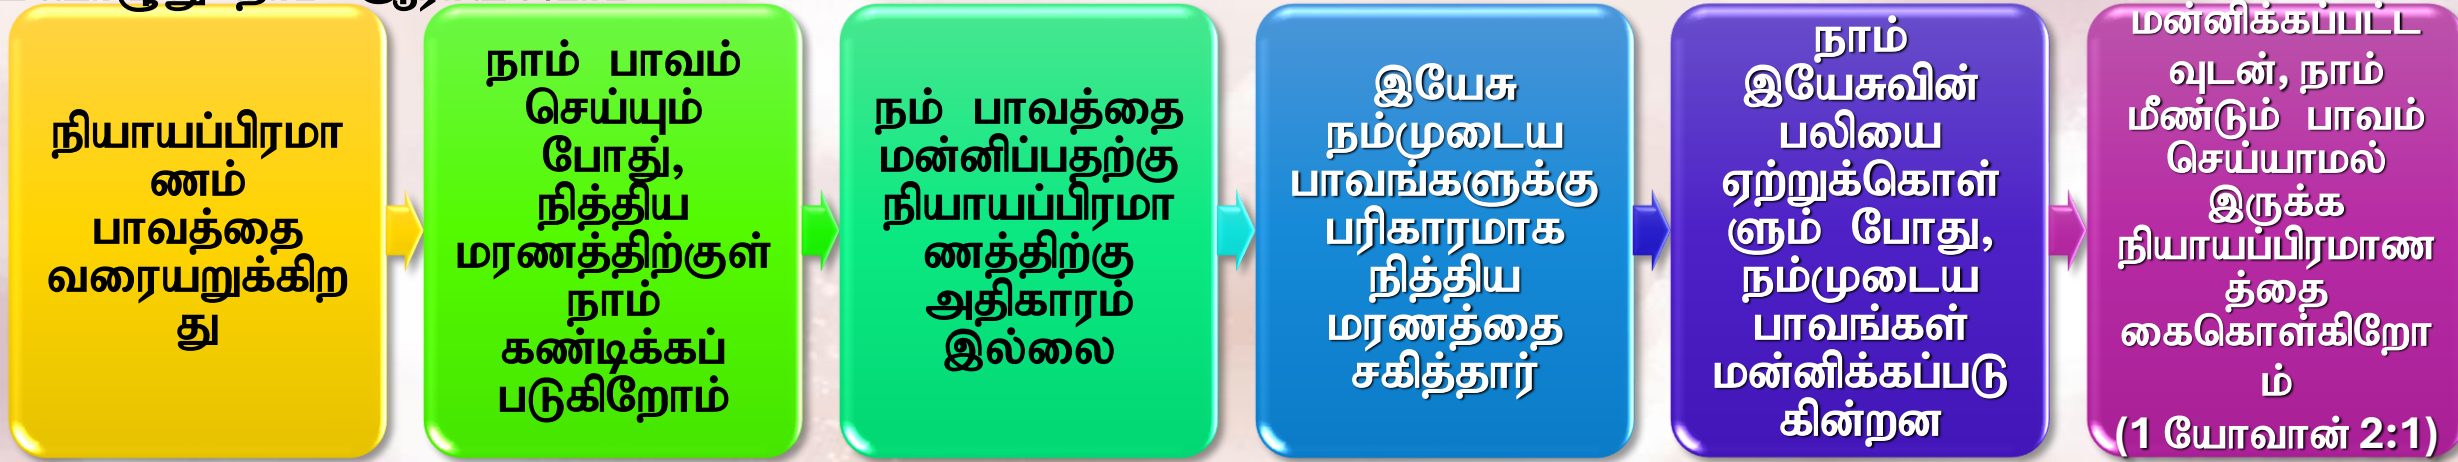 நியாயப்பிரமா
ணம்
பாவத்தை
வரையறுக்கிற
து
நாம் பாவம்
செய்யும்
போது,
நித்திய
மரணத்திற்குள்
நாம்
கண்டிக்கப்
படுகிறோம்
நம் பாவத்தை
மன்னிப்பதற்கு
நியாயப்பிரமா
ணத்திற்கு
அதிகாரம்
இல்லை
இயேசு
நம்முடைய
பாவங்களுக்கு
பரிகாரமாக
நித்திய
மரணத்தை
சகித்தார்
நாம்
இயேசுவின்
பலியை
ஏற்றுக்கொள்
ளும் போது,
நம்முடைய
பாவங்கள்
மன்னிக்கப்படு
கின்றன
மன்னிக்கப்பட்ட
வுடன், நாம்
மீண்டும் பாவம்
செய்யாமல்
இருக்க
நியாயப்பிரமாண
த்தை
கைகொள்கிறோ
ம்
(1 யோவான் 2:1)